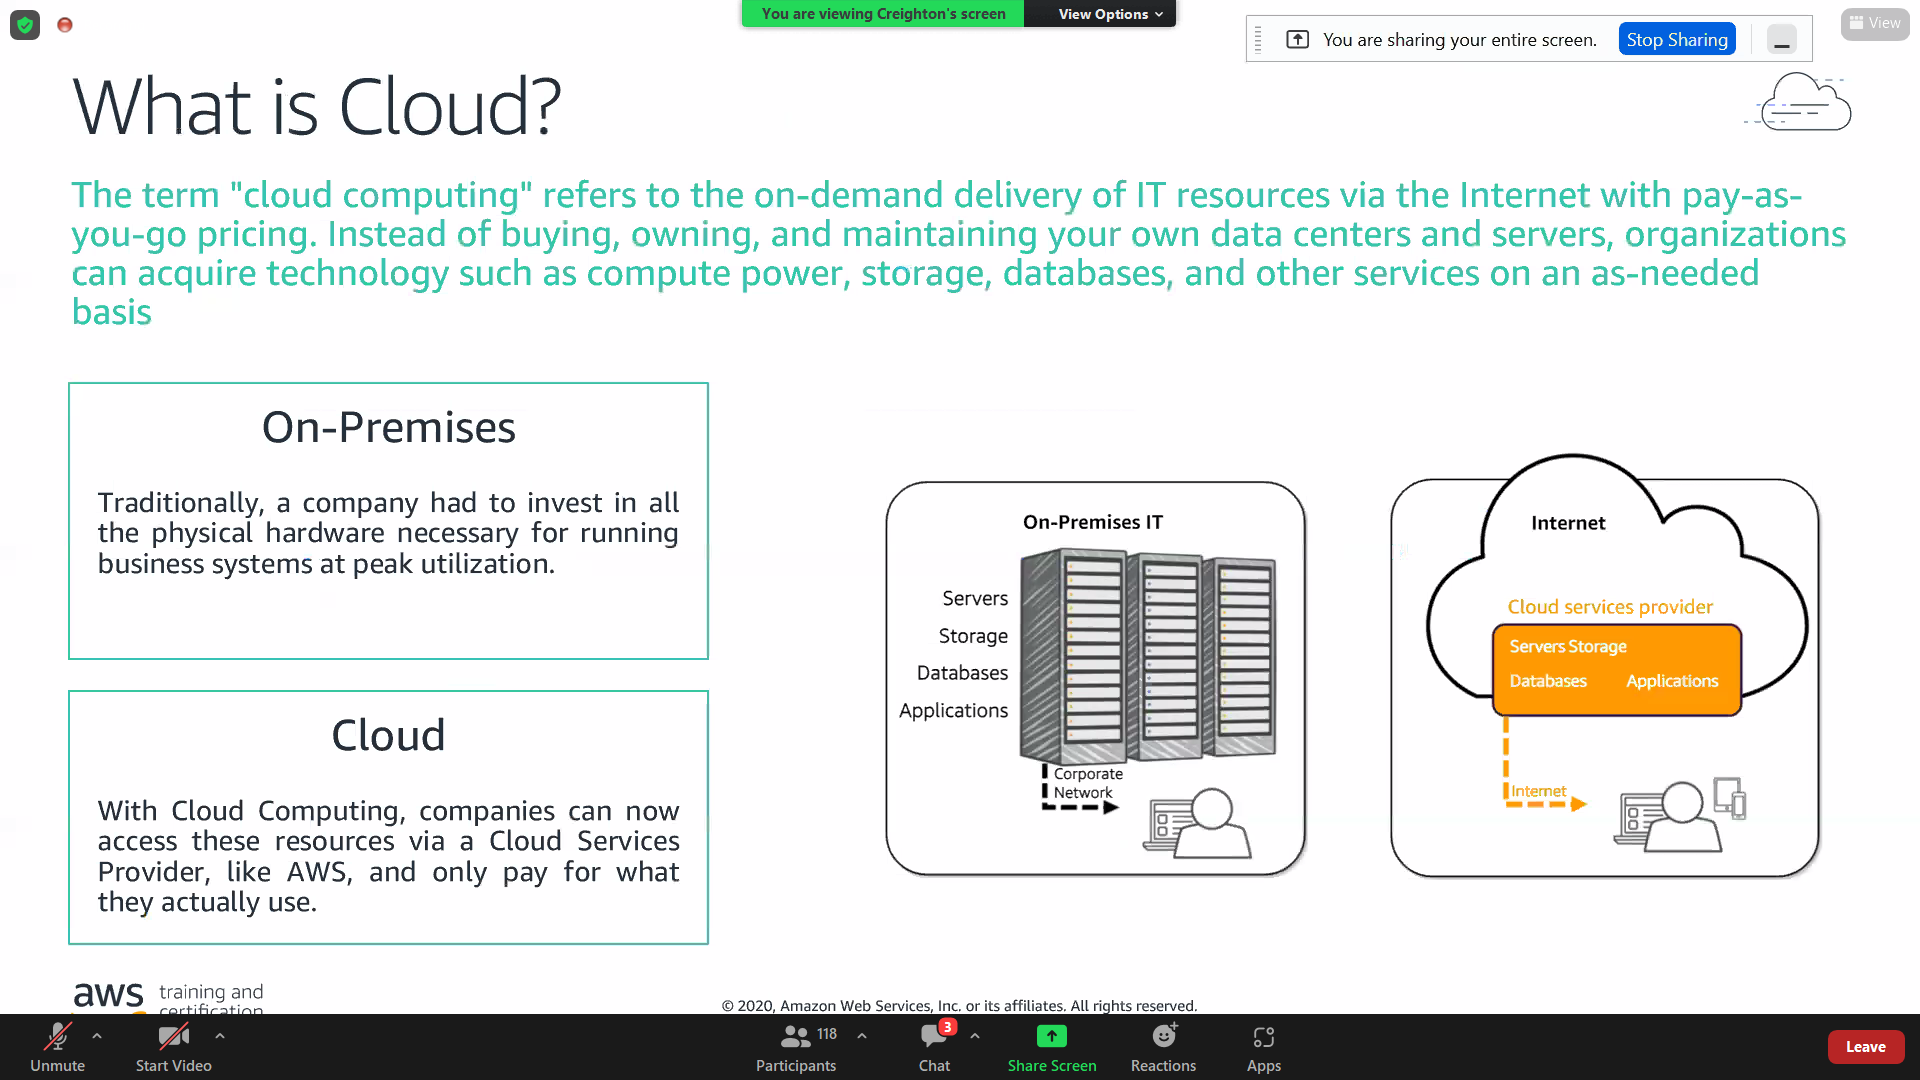 You are viewing Creighton's screen
View Options
You are sharing your entire screen.
Stop Sharing
View
What is Cloud?
The term "cloud computing" refers to the on-demand delivery of IT resources via the Internet with pay-as-
you-go pricing. Instead of buying, owning, and maintaining your own data centers and servers, organizations
can acquire technology such as compute power, storage, databases, and other services on an as-needed
basis
On-Premises
Traditionally, a company had to invest in all
the physical hardware necessary for running
business systems at peak utilization.
Cloud
With Cloud Computing, companies can now
access these resources via a Cloud Services
Provider, like AWS, and only pay for what
they actually use.
On-Premises IT
Servers
Storage
Databases
Applications
Corporate
Network
Internet
Cloud services provider
Servers Storage
Databases Applications
Internet
aws training and
certification
© 2020, Amazon Web Services, Inc. or its affiliates. All rights reserved.
Unmute
Start Video
118
Participants
3
Chat
Share Screen
Reactions
Apps
Leave